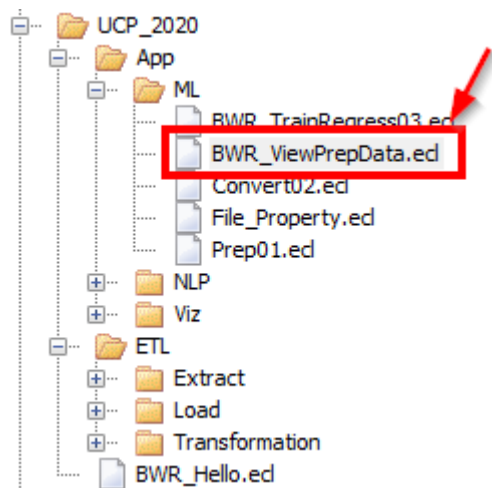 UCP_2020
App
ML
BWR_TrainRegress03.ecl
BWR_ViewPrepData.ecl
Convert02.ecl
File_Property.ecl
Prep01.ecl
NLP
Viz
ETL
Extract
Load
Transformation
BWR_Hello.ecl